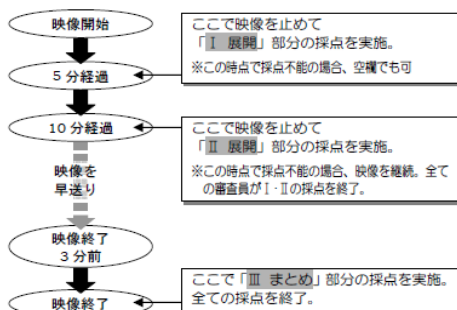 映像開始
ここで映像を止めて
「Ⅰ 展開」部分の採点を実施。
※この時点で採点不能の場合、空欄でも可
5分経過
10分経過
ここで映像を止めて
「Ⅱ 展開」部分の採点を実施。
※この時点で採点不能の場合、映像を継続。全て
の審査員がⅠ・Ⅱの採点を終了。
映像を
早送り
映像終了
3分前
ここで「Ⅲ まとめ」部分の採点を実施。
全ての採点を終了。
映像終了